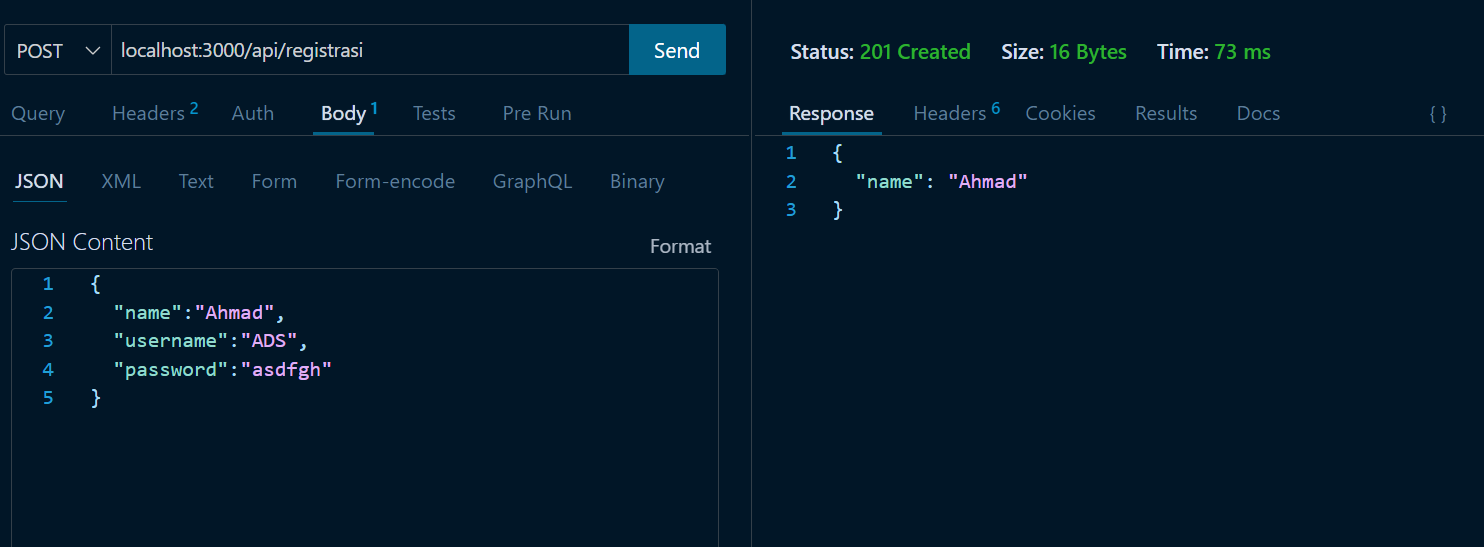 POST localhost:3000/api/registrasi Send
Query Headers 2 Auth Body 1 Tests Pre Run
JSON XML Text Form Form-encode GraphQL Binary
JSON Content Format
1 {
2 "name":"Ahmad",
3 "username":"ADS",
4 "password":"asdfgh"
5 }
Status: 201 Created Size: 16 Bytes Time: 73 ms
Response Headers 6 Cookies Results Docs { }
1 {
2 "name": "Ahmad"
3 }